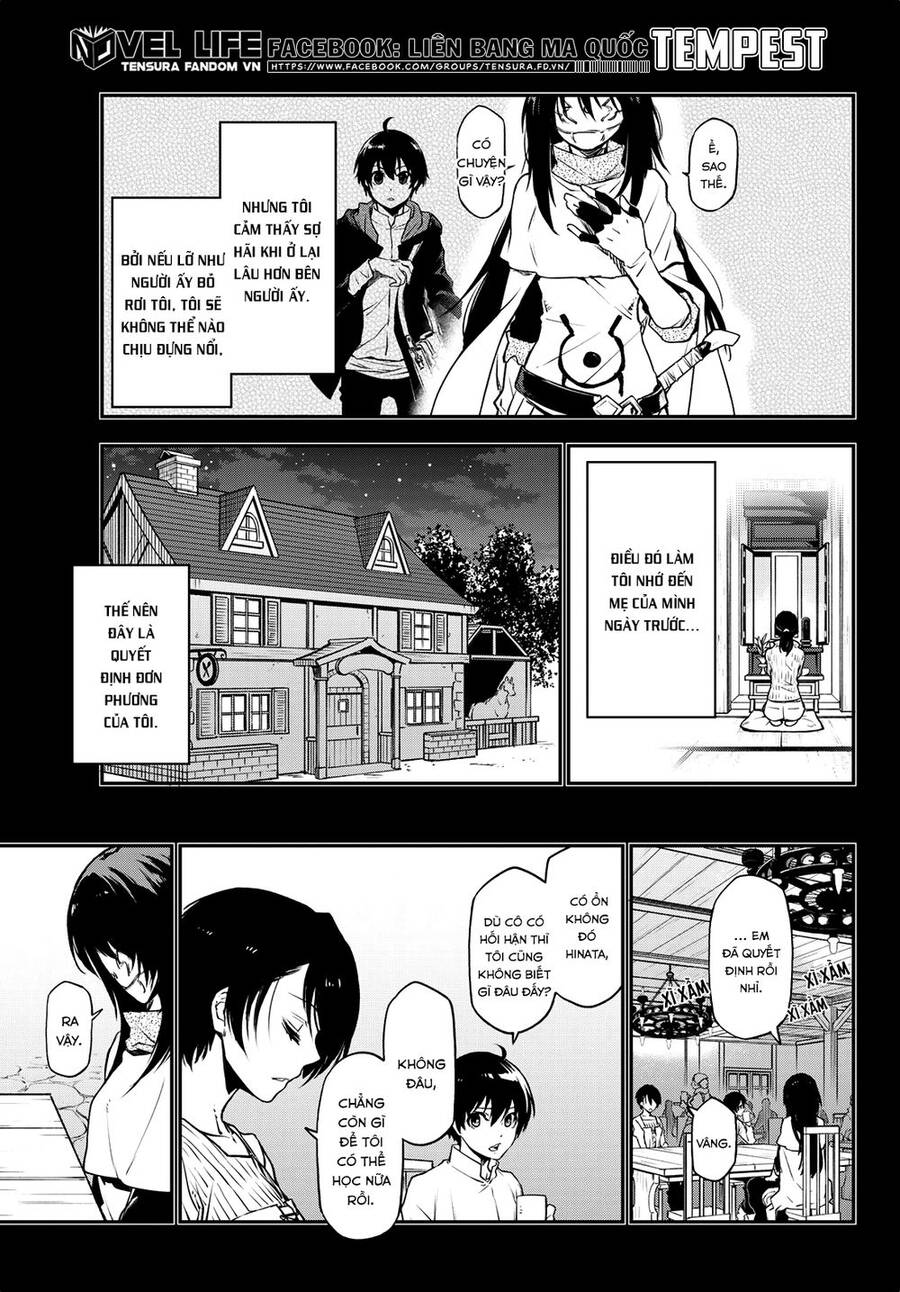 NOVEL LIFE
TENSURA FANDOM VN
FACEBOOK: LIÊN BANG MA QUỐC
HTTPS://WWW.FACEBOOK.COM/GROUPS/TENSURA.FD.VN/
TEMPEST
Ể,
SAO
THẾ.
CÓ
CHUYỆN
GÌ VẬY?
NHƯNG TÔI
CẢM THẤY SỢ
HÃI KHI Ở LẠI
LÂU HƠN BÊN
NGƯỜI ẤY.
BỞI NẾU LỠ NHƯ
NGƯỜI ẤY BỎ
RƠI TÔI, TÔI SẼ
KHÔNG THỂ NÀO
CHỊU ĐỰNG NỔI,
ĐIỀU ĐÓ LÀM
TÔI NHỚ ĐẾN
MẸ CỦA MÌNH
NGÀY TRƯỚC...
THẾ NÊN
ĐÂY LÀ
QUYẾT
ĐỊNH ĐƠN
PHƯƠNG
CỦA TÔI.
... EM
ĐÃ QUYẾT
ĐỊNH RỒI
NHỈ.
XÌ XẦM
XÌ XẦM
XÌ XẦM
VÂNG.
CÓ ỔN
KHÔNG
ĐÓ
HINATA,
DÙ CÔ CÓ
HỐI HẬN THÌ
TÔI CŨNG
KHÔNG BIẾT
GÌ ĐÂU ĐẤY?
KHÔNG
ĐÂU,
CHẲNG
CÒN GÌ
ĐỂ TÔI
CÓ THỂ
HỌC NỮA
RỒI.
RA
VẬY.